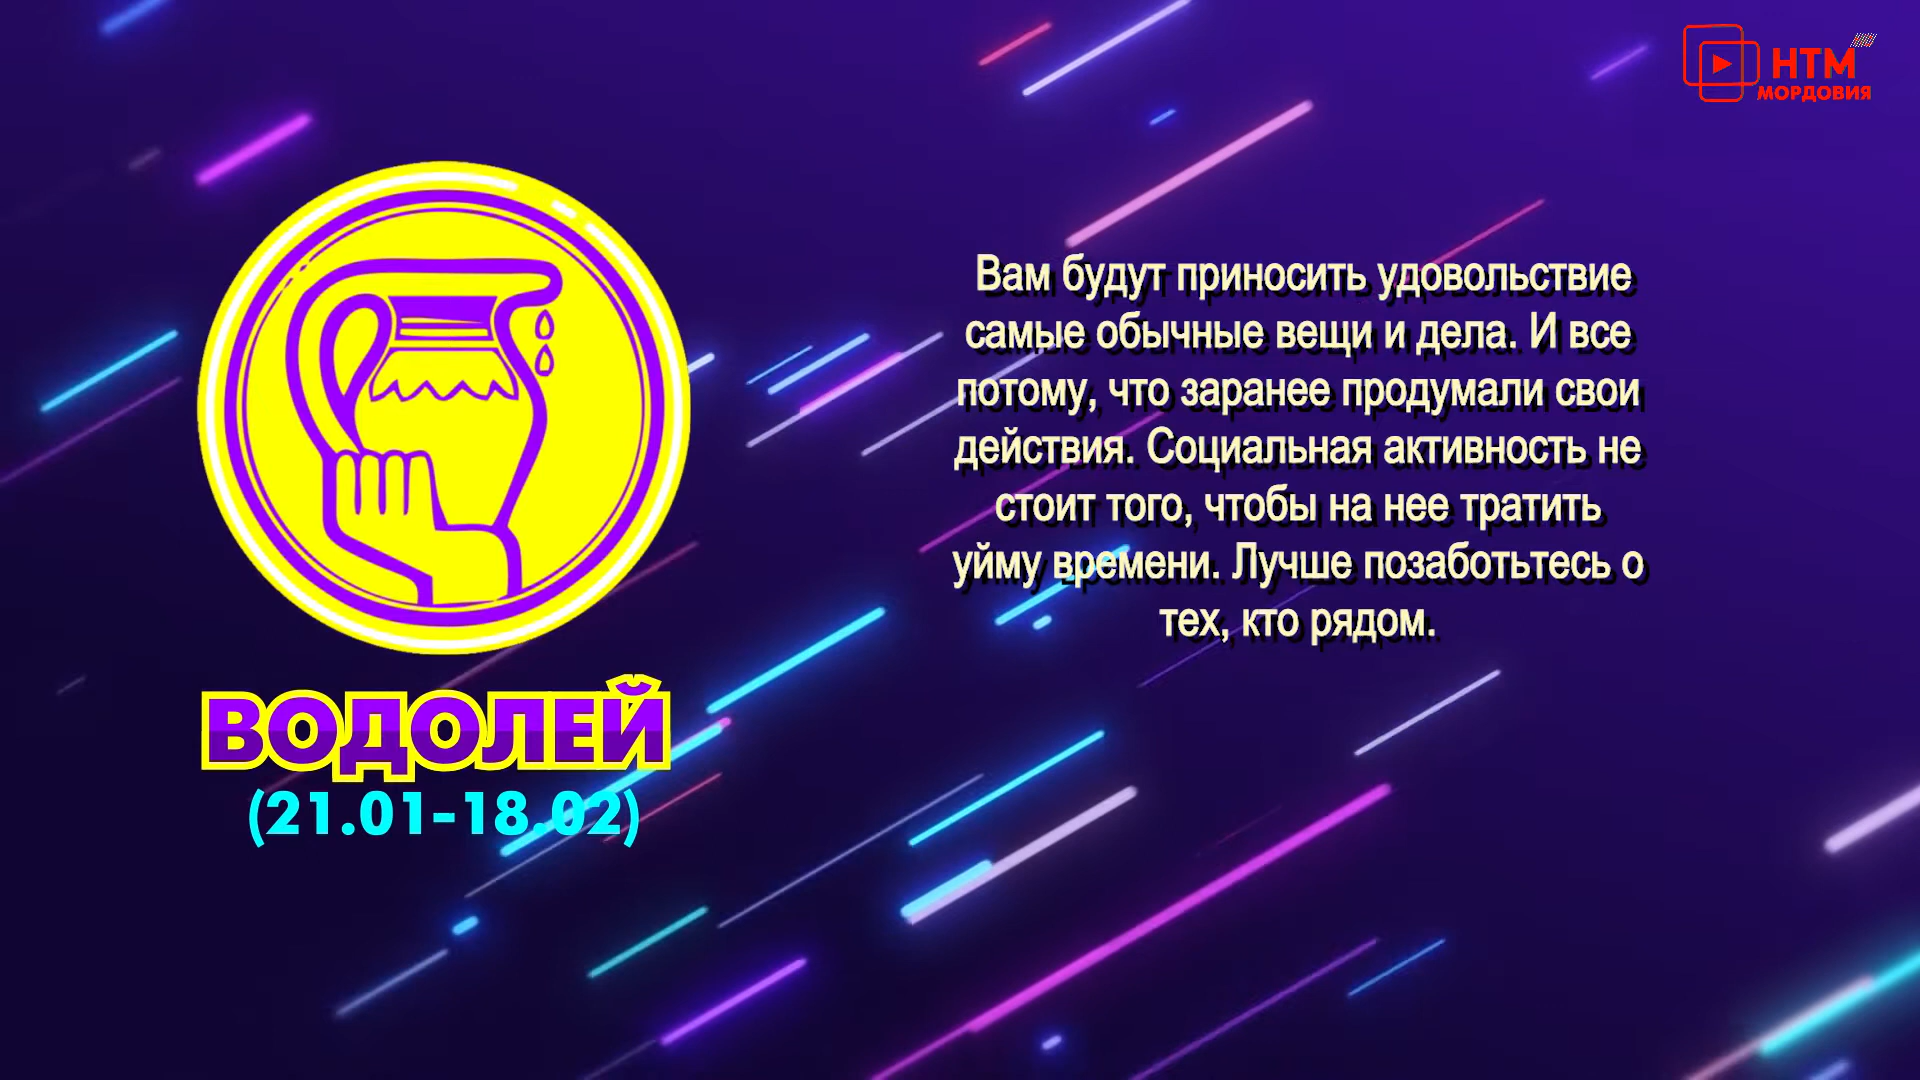 НТМ
МОРДОВИЯ
Вам будут приносить удовольствие
самые обычные вещи и дела. И все
потому, что заранее продумали свои
действия. Социальная активность не
стоит того, чтобы на нее тратить
уйму времени. Лучше позаботьтесь о
тех, кто рядом.
ВОДОЛЕЙ
(21.01-18.02)